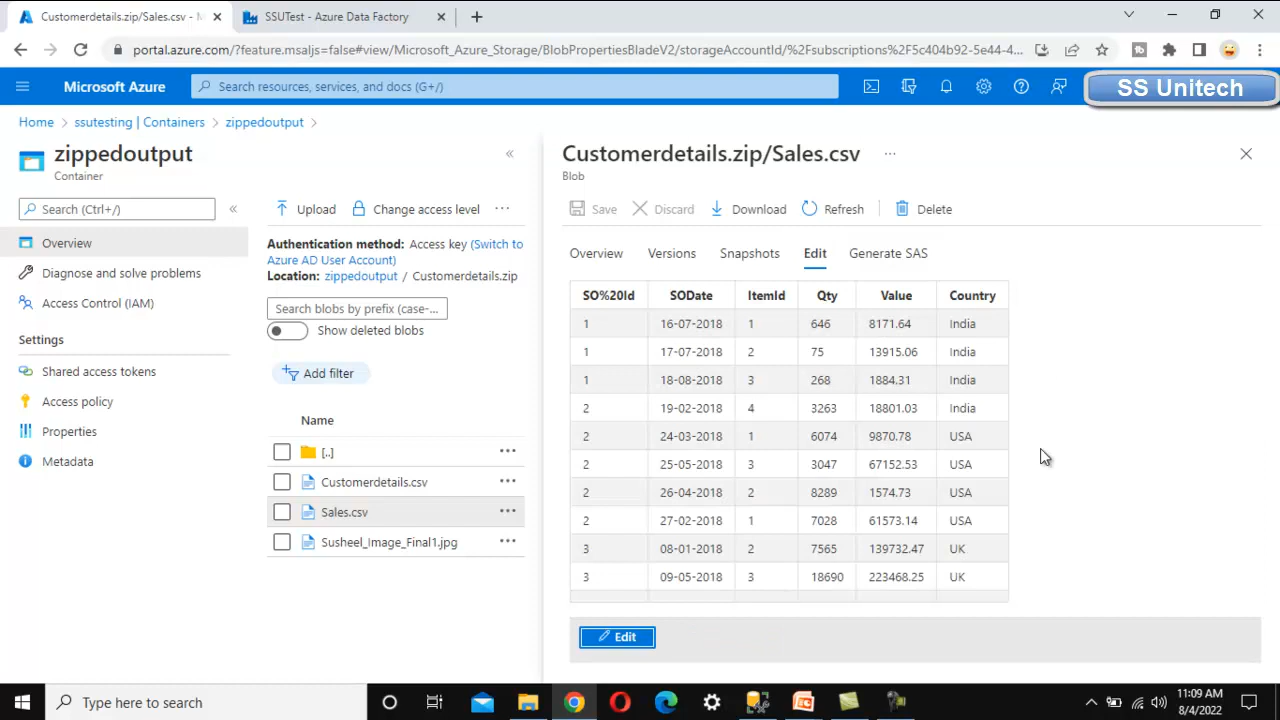 Customerdetails.zip/Sales.csv - M
SSUTest - Azure Data Factory
portal.azure.com/?feature.msaljs=false#view/Microsoft_Azure_Storage/BlobPropertiesBladeV2/storageAccountId/%2Fsubscriptions%2F5c404b92-5e44-4...
Microsoft Azure
Search resources, services, and docs (G+/)
SS Unitech
Home > ssutesting | Containers > zippedoutput >
zippedoutput
Container
Search (Ctrl+/)
Overview
Diagnose and solve problems
Access Control (IAM)
Settings
Shared access tokens
Access policy
Properties
Metadata
Upload Change access level ...
Authentication method: Access key (Switch to
Azure AD User Account)
Location: zippedoutput / Customerdetails.zip
Search blobs by prefix (case-...
Show deleted blobs
Add filter
Name
[..]
Customerdetails.csv
Sales.csv
Susheel_Image_Final1.jpg
Customerdetails.zip/Sales.csv ...
Blob
Save Discard Download Refresh Delete
Overview Versions Snapshots Edit Generate SAS
SO%20Id SODate ItemId Qty Value Country
1 16-07-2018 1 646 8171.64 India
1 17-07-2018 2 75 13915.06 India
1 18-08-2018 3 268 1884.31 India
2 19-02-2018 4 3263 18801.03 India
2 24-03-2018 1 6074 9870.78 USA
2 25-05-2018 3 3047 67152.53 USA
2 26-04-2018 2 8289 1574.73 USA
2 27-02-2018 1 7028 61573.14 USA
3 08-01-2018 2 7565 139732.47 UK
3 09-05-2018 3 18690 223468.25 UK
Edit
Type here to search
11:09 AM
8/4/2022